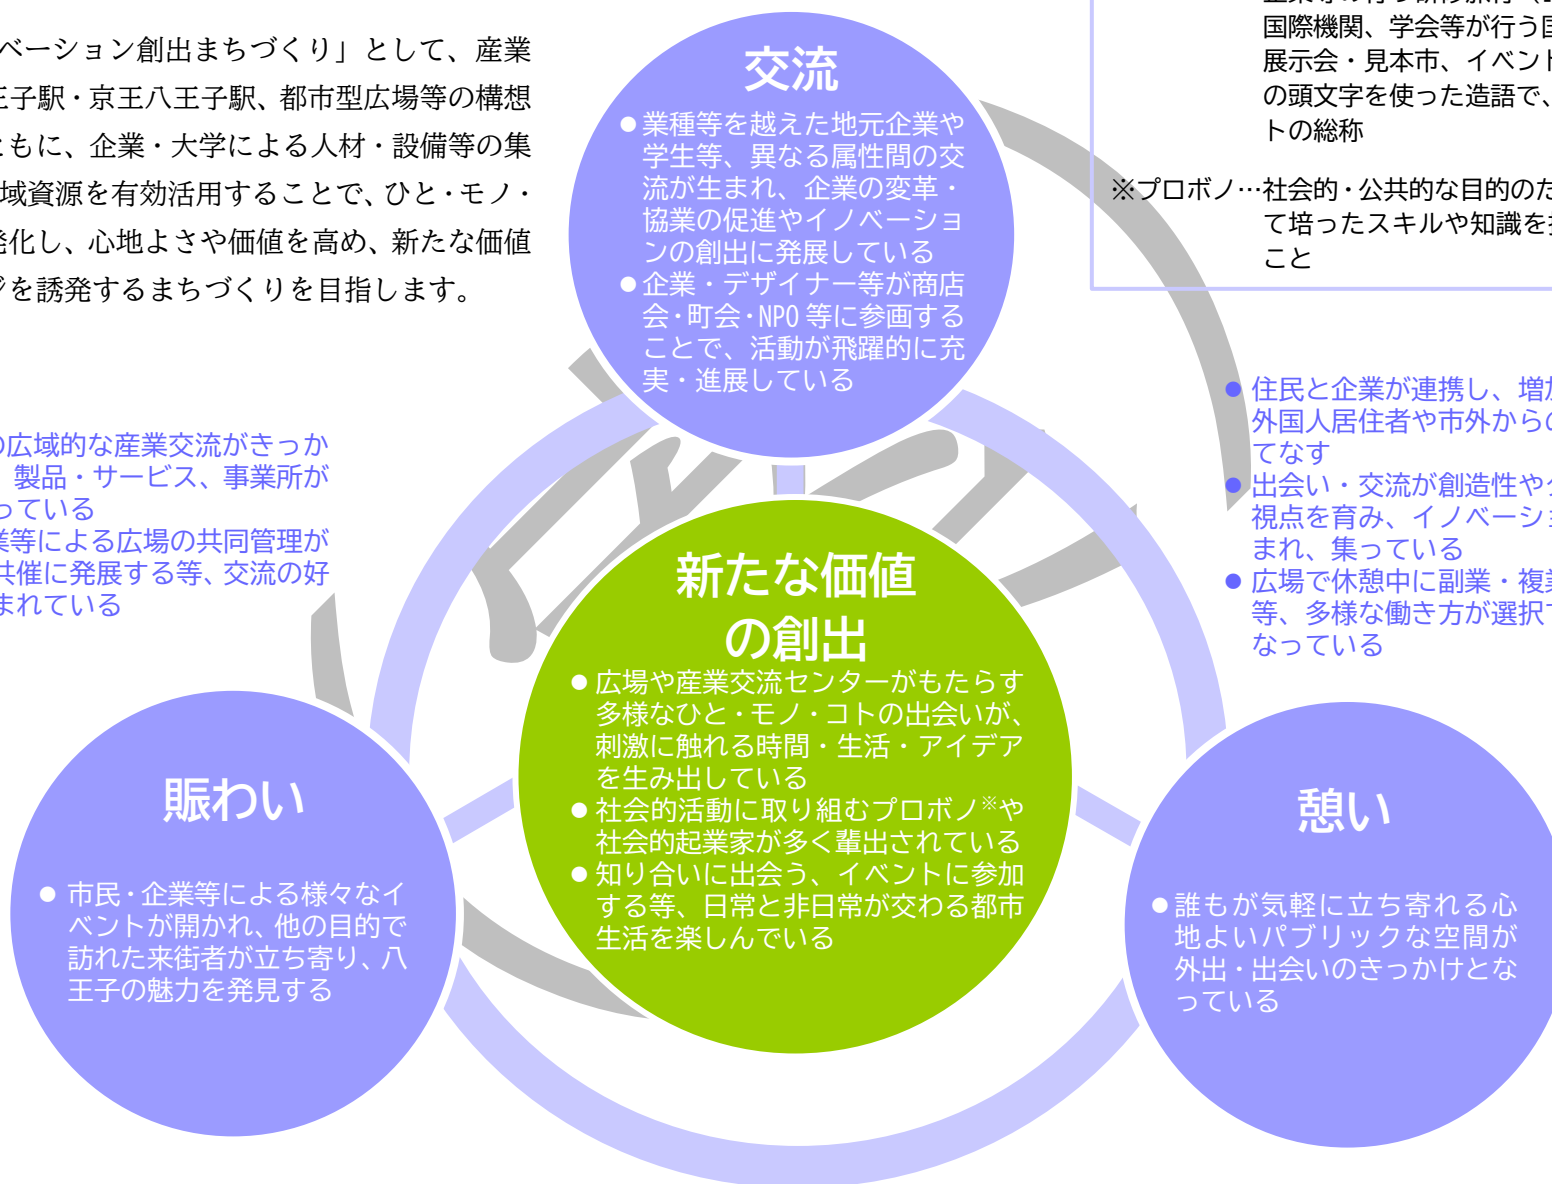 ベーション創出まちづくり」として、産業
王子駅・京王八王子駅、都市型広場等の構想
ともに、企業・大学による人材・設備等の集
域資源を有効活用することで、ひと・モノ・
発化し、心地よさや価値を高め、新たな価値
を誘発するまちづくりを目指します。
国際機関、学会等が行う国
展示会・見本市、イベント
の頭文字を使った造語で、
トの総称
※プロボノ…社会的・公共的な目的のた
て培ったスキルや知識を
こと
交流
● 業種等を越えた地元企業や
学生等、異なる属性間の交
流が生まれ、企業の変革・
協業の促進やイノベーショ
ンの創出に発展している
● 企業・デザイナー等が商店
会・町会・NPO 等に参画する
ことで、活動が飛躍的に充
実・進展している
の広域的な産業交流がきっか
製品・サービス、事業所が
っている
業等による広場の共同管理が
共催に発展する等、交流の好
まれている
● 住民と企業が連携し、増加
外国人居住者や市外からの
てなす
● 出会い・交流が創造性や
視点を育み、イノベーショ
まれ、集っている
● 広場で休憩中に副業・複業
等、多様な働き方が選択で
なっている
新たな価値
の創出
● 広場や産業交流センターがもたらす
多様なひと・モノ・コトの出会いが、
刺激に触れる時間・生活・アイデア
を生み出している
● 社会的活動に取り組むプロボノ※や
社会的起業家が多く輩出されている
● 知り合いに出会う、イベントに参加
する等、日常と非日常が交わる都市
生活を楽しんでいる
賑わい
● 市民・企業等による様々なイ
ベントが開かれ、他の目的で
訪れた来街者が立ち寄り、八
王子の魅力を発見する
憩い
● 誰もが気軽に立ち寄れる心
地よいパブリックな空間が
外出・出会いのきっかけとな
っている